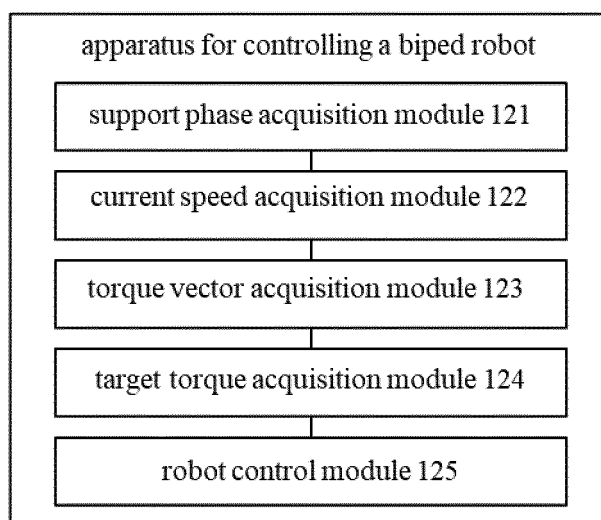 apparatus for controlling a biped robot
support phase acquisition module 121
current speed acquisition module 122
torque vector acquisition module 123
target torque acquisition module 124
robot control module 125